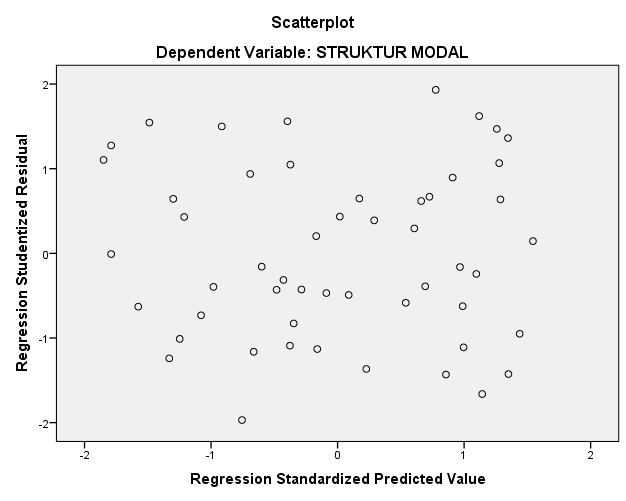 Scatterplot
Dependent Variable: STRUKTUR MODAL
Regression Studentized Residual
2
1
0
-1
-2
-2 -1 0 1 2
Regression Standardized Predicted Value